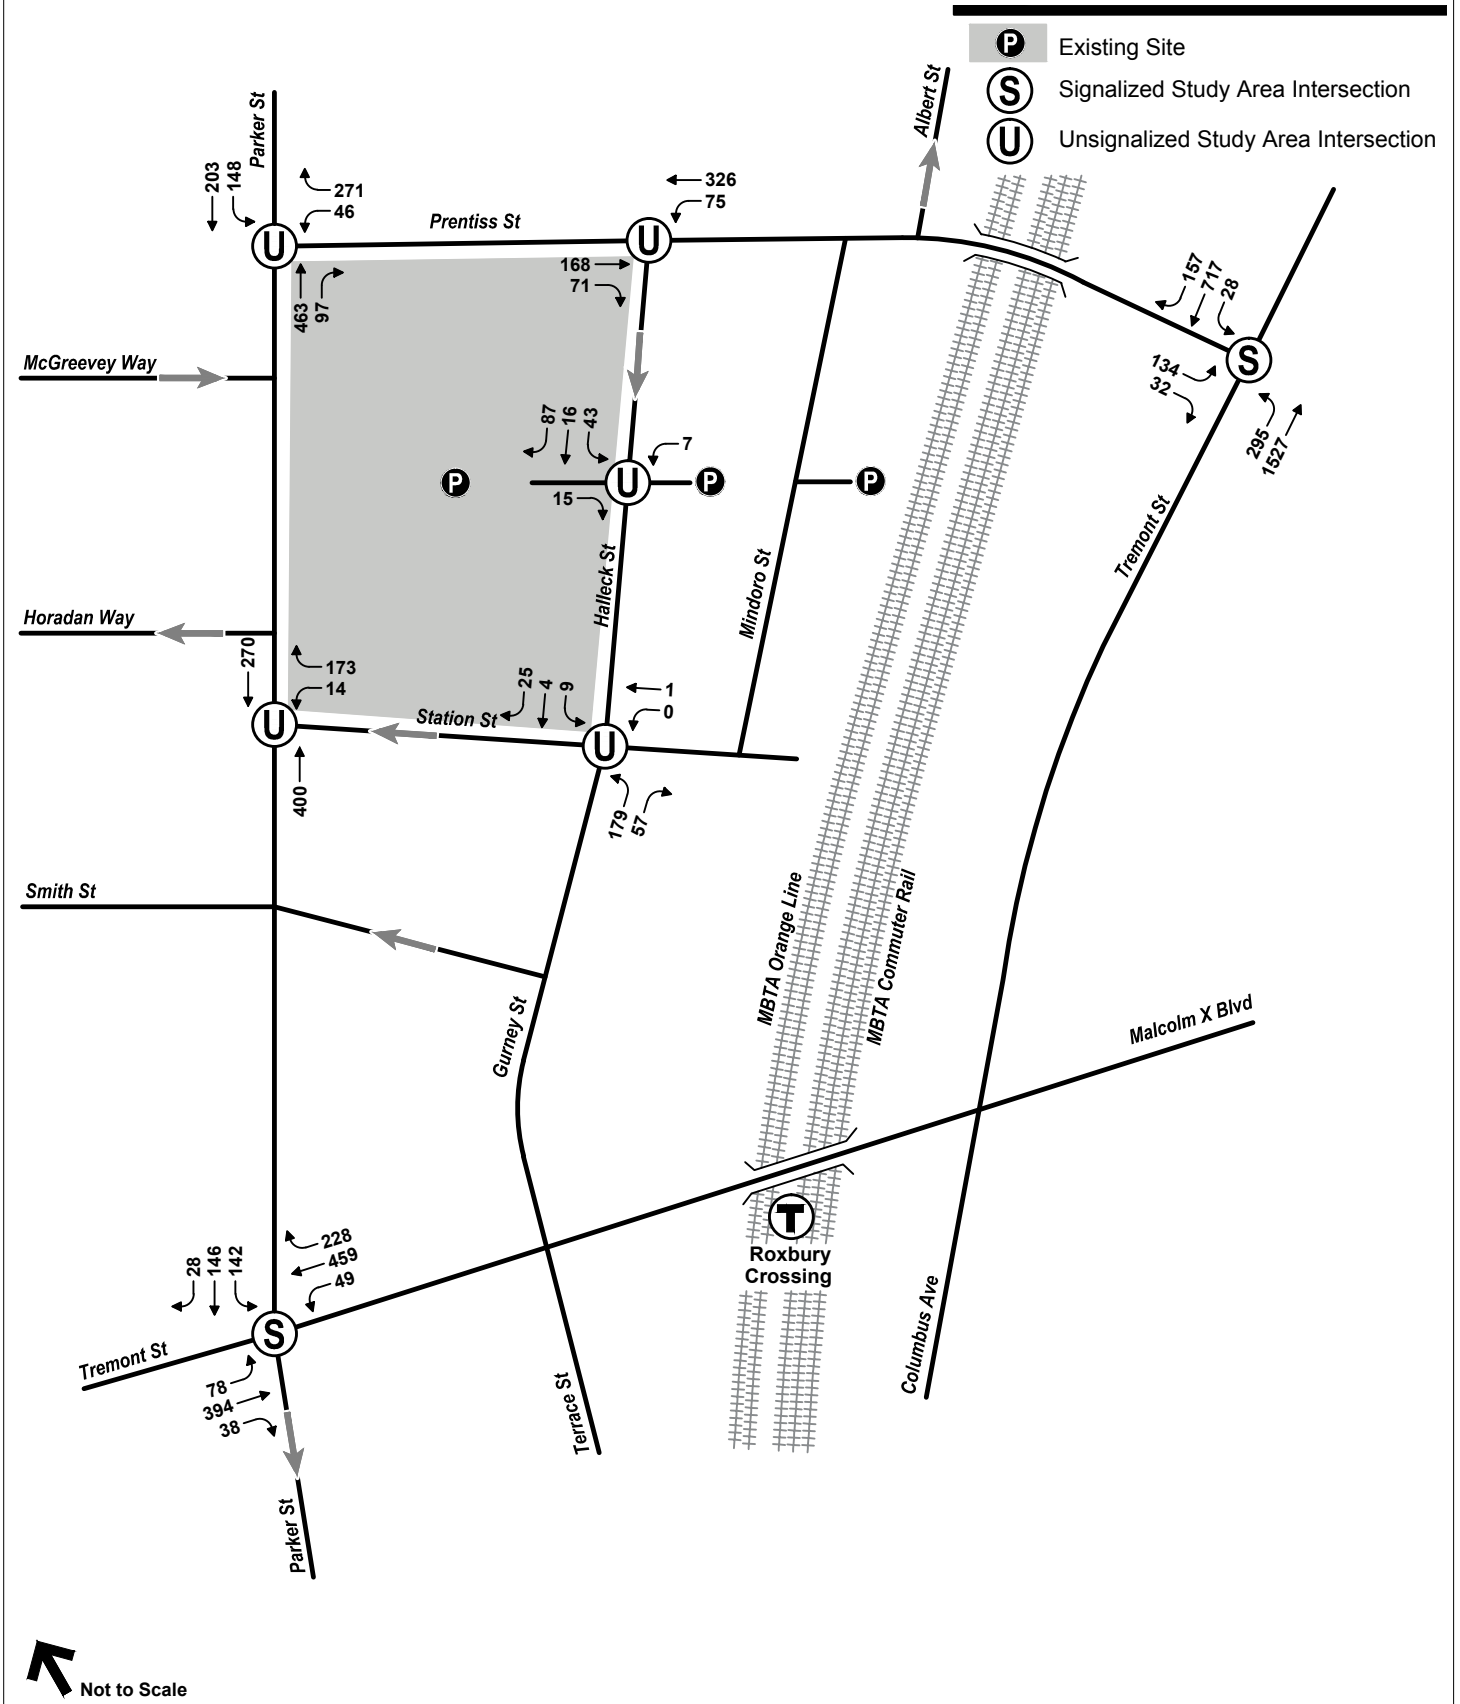 P Existing Site
S Signalized Study Area Intersection
U Unsignalized Study Area Intersection
Albert St
Parker St
203
148
271
46
U
Prentiss St
326
75
U
168
71
463
97
157
717
28
S
134
32
295
1527
McGreevey Way
87
16
43
7
P
U
P
P
15
Tremont St
Halleck St
Mindoro St
Horadan Way
270
173
14
U
400
Station St
25
4
9
1
0
U
179
57
Smith St
MBTA Orange Line
MBTA Commuter Rail
Gurney St
Malcolm X Blvd
T
Roxbury
Crossing
28
146
142
228
459
49
S
Tremont St
78
394
38
Columbus Ave
Terrace St
Parker St
Not to Scale